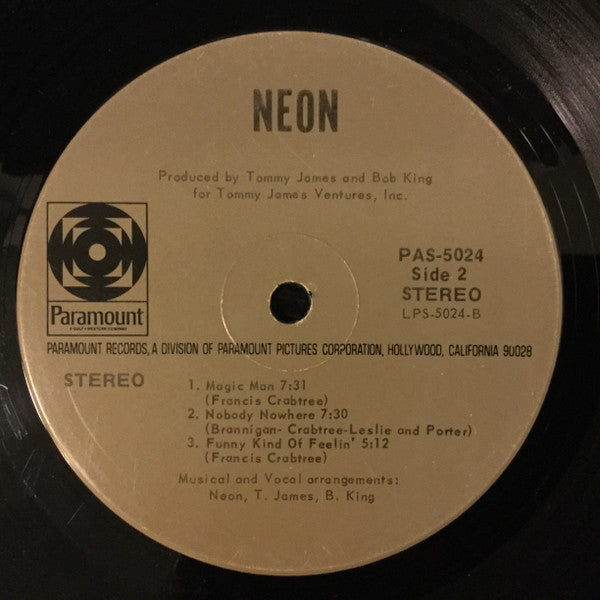 NEON
Produced by Tommy James and Bob King
for Tommy James Ventures, Inc.
PAS-5024
Side 2
STEREO
LPS-5024-B
Paramount
A GULF+WESTERN COMPANY
PARAMOUNT RECORDS, A DIVISION OF PARAMOUNT PICTURES CORPORATION, HOLLYWOOD, CALIFORNIA 90028
STEREO
1. Magic Man 7:31
(Francis Crabtree)
2. Nobody Nowhere 7:30
(Brannigan- Crabtree-Leslie and Porter)
3. Funny Kind Of Feelin' 5:12
(Francis Crabtree)
Musical and Vocal arrangements:
Neon, T. James, B. King